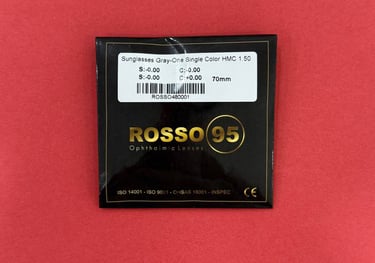 Sunglasses Gray-One Single Color HMC 1.50
S:-0.00 C:-0.00
S:-0.00 C:+0.00 70mm
ROSSO480001
ROSSO 95
Ophthalmic Lenses
ISO 14001 - ISO 9001 - OHSAS 18001 - INSPEC CE